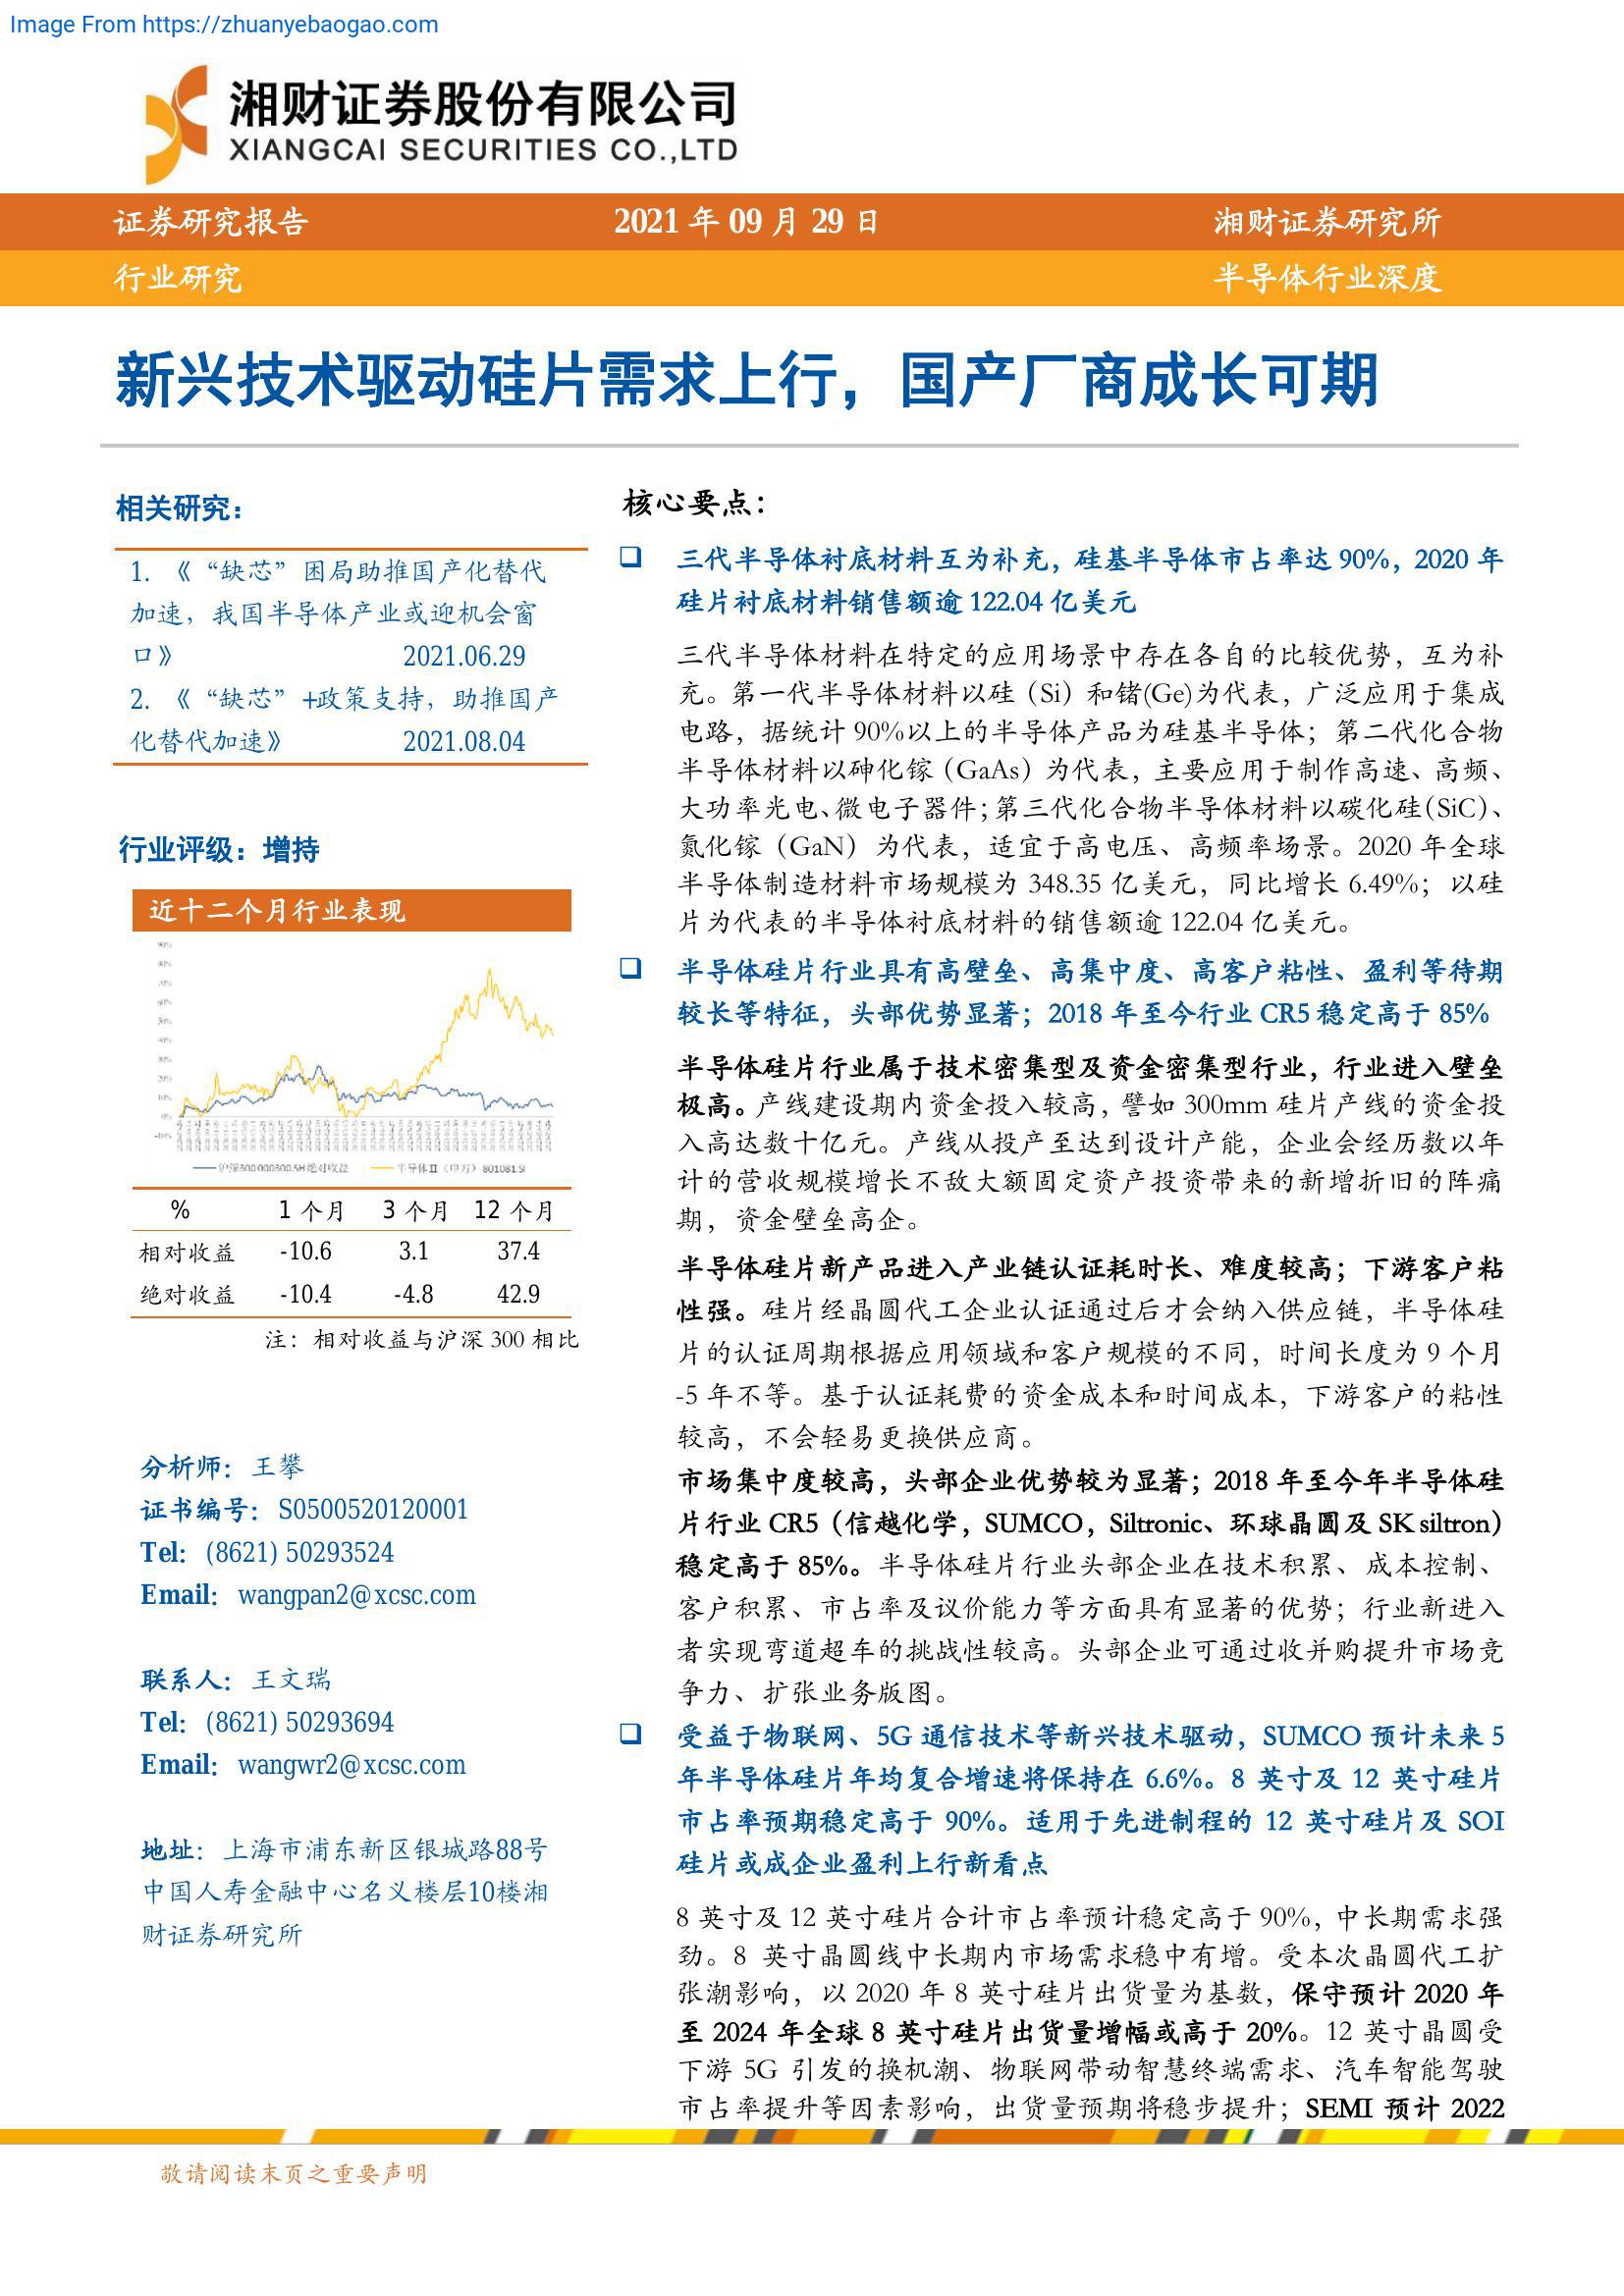 Image From https://zhuanyebaogao.com
湘财证券股份有限公司
XIANGCAI SECURITIES CO.,LTD
证券研究报告 2021 年 09 月 29 日 湘财证券研究所
行业研究 半导体行业深度
新兴技术驱动硅片需求上行，国产厂商成长可期
相关研究：
1. 《“缺芯”困局助推国产化替代
加速，我国半导体产业或迎机会窗
口》 2021.06.29
2. 《“缺芯”+政策支持，助推国产
化替代加速》 2021.08.04
行业评级：增持
近十二个月行业表现
90%
80%
70%
60%
50%
40%
30%
20%
10%
0%
-10%
沪深300 000300.SH 绝对收益 半导体Ⅱ（申万）801081.SI
% 1 个月 3 个月 12 个月
相对收益 -10.6 3.1 37.4
绝对收益 -10.4 -4.8 42.9
注：相对收益与沪深 300 相比
分析师：王攀
证书编号：S0500520120001
Tel：(8621) 50293524
Email：wangpan2@xcsc.com
联系人：王文瑞
Tel：(8621) 50293694
Email：wangwr2@xcsc.com
地址：上海市浦东新区银城路88号
中国人寿金融中心名义楼层10楼湘
财证券研究所
核心要点：
❑ 三代半导体衬底材料互为补充，硅基半导体市占率达 90%，2020 年
硅片衬底材料销售额逾 122.04 亿美元
三代半导体材料在特定的应用场景中存在各自的比较优势，互为补
充。第一代半导体材料以硅（Si）和锗(Ge)为代表，广泛应用于集成
电路，据统计 90%以上的半导体产品为硅基半导体；第二代化合物
半导体材料以砷化镓（GaAs）为代表，主要应用于制作高速、高频、
大功率光电、微电子器件；第三代化合物半导体材料以碳化硅（SiC）、
氮化镓（GaN）为代表，适宜于高电压、高频率场景。2020 年全球
半导体制造材料市场规模为 348.35 亿美元，同比增长 6.49%；以硅
片为代表的半导体衬底材料的销售额逾 122.04 亿美元。
❑ 半导体硅片行业具有高壁垒、高集中度、高客户粘性、盈利等待期
较长等特征，头部优势显著；2018 年至今行业 CR5 稳定高于 85%
半导体硅片行业属于技术密集型及资金密集型行业，行业进入壁垒
极高。产线建设期内资金投入较高，譬如 300mm 硅片产线的资金投
入高达数十亿元。产线从投产至达到设计产能，企业会经历数以年
计的营收规模增长不敌大额固定资产投资带来的新增折旧的阵痛
期，资金壁垒高企。
半导体硅片新产品进入产业链认证耗时长、难度较高；下游客户粘
性强。硅片经晶圆代工企业认证通过后才会纳入供应链，半导体硅
片的认证周期根据应用领域和客户规模的不同，时间长度为 9 个月
-5 年不等。基于认证耗费的资金成本和时间成本，下游客户的粘性
较高，不会轻易更换供应商。
市场集中度较高，头部企业优势较为显著；2018 年至今年半导体硅
片行业 CR5（信越化学，SUMCO，Siltronic、环球晶圆及 SK siltron）
稳定高于 85%。半导体硅片行业头部企业在技术积累、成本控制、
客户积累、市占率及议价能力等方面具有显著的优势；行业新进入
者实现弯道超车的挑战性较高。头部企业可通过收并购提升市场竞
争力、扩张业务版图。
❑ 受益于物联网、5G 通信技术等新兴技术驱动，SUMCO 预计未来 5
年半导体硅片年均复合增速将保持在 6.6%。8 英寸及 12 英寸硅片
市占率预期稳定高于 90%。适用于先进制程的 12 英寸硅片及 SOI
硅片或成企业盈利上行新看点
8 英寸及 12 英寸硅片合计市占率预计稳定高于 90%，中长期需求强
劲。8 英寸晶圆线中长期内市场需求稳中有增。受本次晶圆代工扩
张潮影响，以 2020 年 8 英寸硅片出货量为基数，保守预计 2020 年
至 2024 年全球 8 英寸硅片出货量增幅或高于 20%。12 英寸晶圆受
下游 5G 引发的换机潮、物联网带动智慧终端需求、汽车智能驾驶
市占率提升等因素影响，出货量预期将稳步提升；SEMI 预计 2022
敬请阅读末页之重要声明